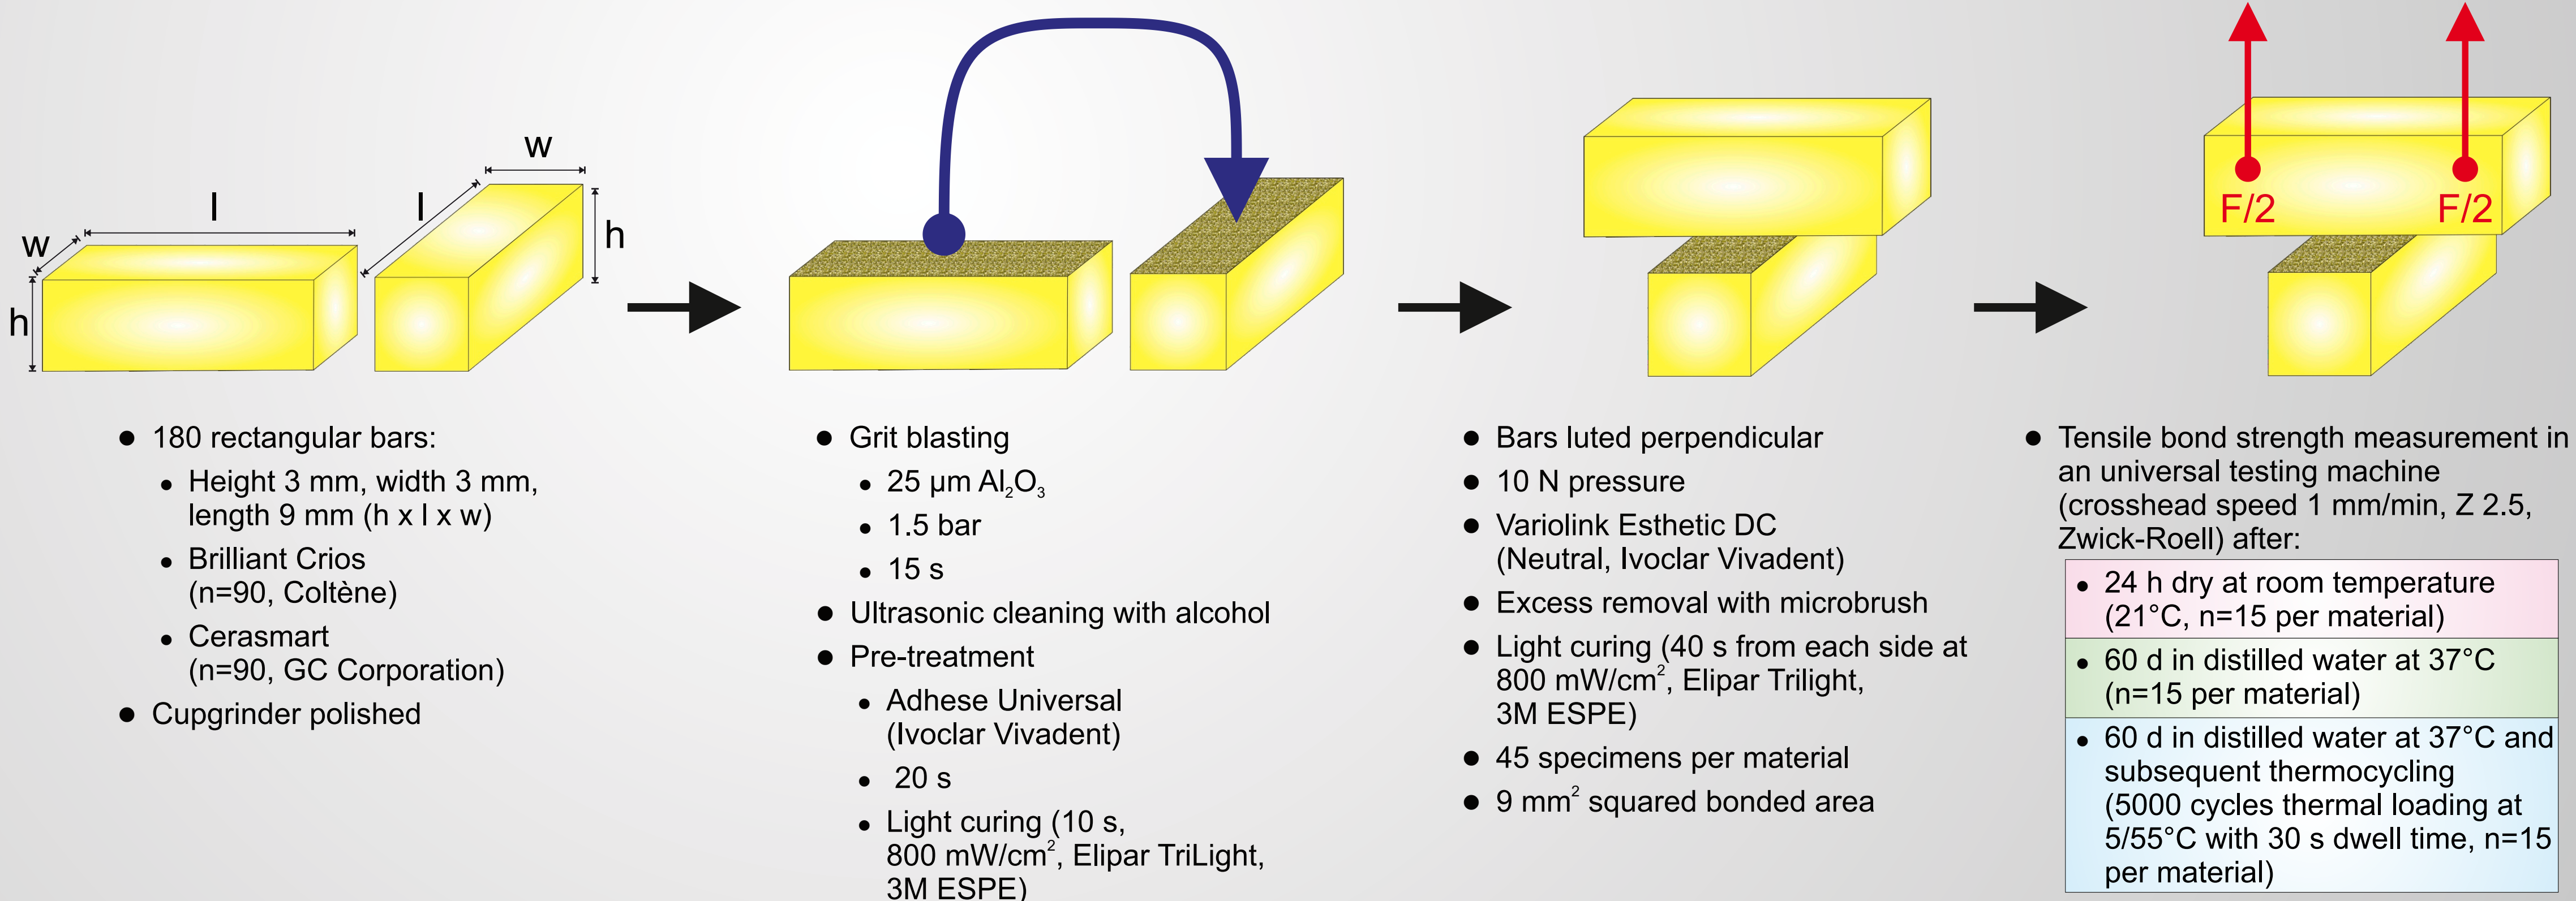 w
l
h
l
w
h
F/2
F/2
● 180 rectangular bars:
● Height 3 mm, width 3 mm,
length 9 mm (h x l x w)
● Brilliant Crios
(n=90, Coltène)
● Cerasmart
(n=90, GC Corporation)
● Cupgrinder polished
● Grit blasting
● 25 µm Al₂O₃
● 1.5 bar
● 15 s
● Ultrasonic cleaning with alcohol
● Pre-treatment
● Adhese Universal
(Ivoclar Vivadent)
● 20 s
● Light curing (10 s,
800 mW/cm², Elipar TriLight,
3M ESPE)
● Bars luted perpendicular
● 10 N pressure
● Variolink Esthetic DC
(Neutral, Ivoclar Vivadent)
● Excess removal with microbrush
● Light curing (40 s from each side at
800 mW/cm², Elipar Trilight,
3M ESPE)
● 45 specimens per material
● 9 mm² squared bonded area
● Tensile bond strength measurement in
an universal testing machine
(crosshead speed 1 mm/min, Z 2.5,
Zwick-Roell) after:
● 24 h dry at room temperature
(21°C, n=15 per material)
● 60 d in distilled water at 37°C
(n=15 per material)
● 60 d in distilled water at 37°C and
subsequent thermocycling
(5000 cycles thermal loading at
5/55°C with 30 s dwell time, n=15
per material)